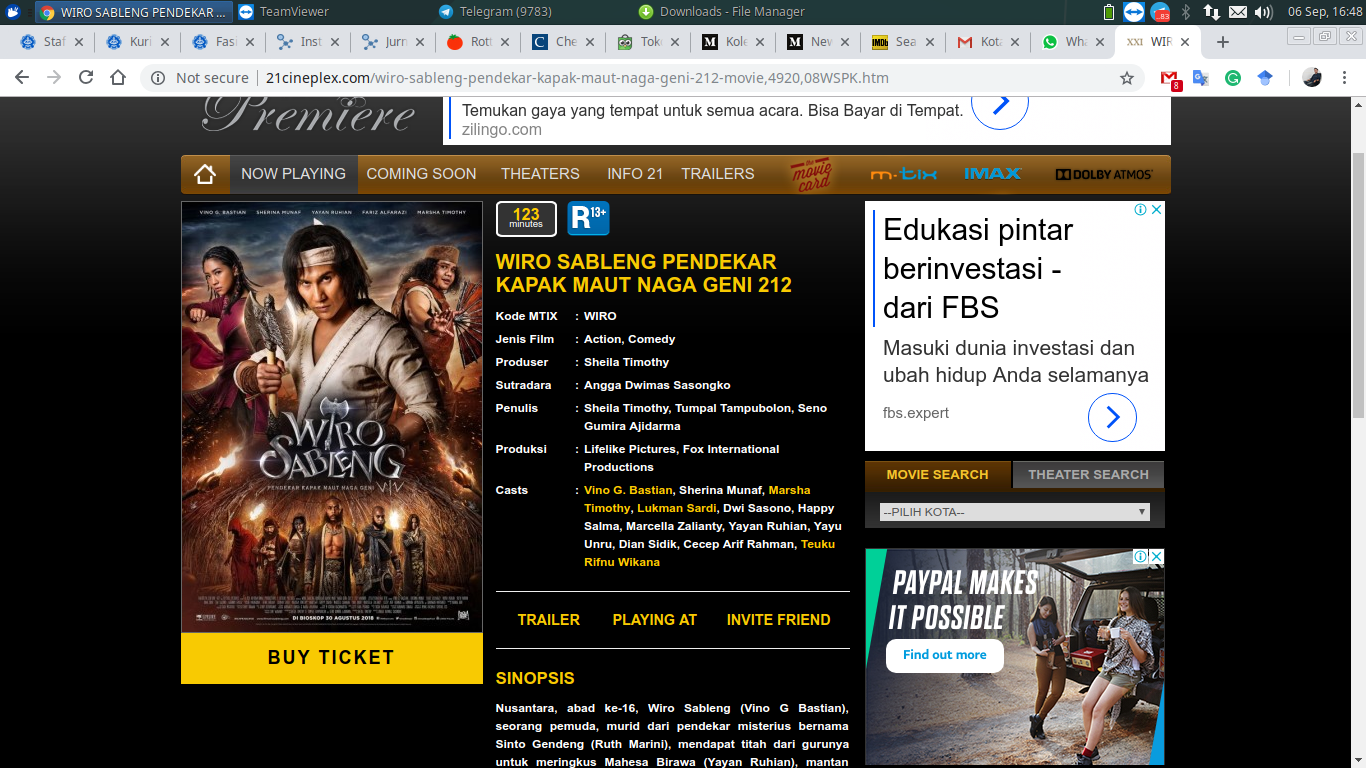 WIRO SABLENG PENDEKAR ...
TeamViewer
Telegram (9783)
Downloads - File Manager
83
06 Sep, 16:48
Staf
Kuri
Fasi
Inst
Jurn
Rott
Che
Toko
M Kole
M New
IMDb Sea
Kota
Wha
XXI WIR
Not secure | 21cineplex.com/wiro-sableng-pendekar-kapak-maut-naga-geni-212-movie,4920,08WSPK.htm
8
Premiere
Temukan gaya yang tempat untuk semua acara. Bisa Bayar di Tempat.
zilingo.com
NOW PLAYING
COMING SOON
THEATERS
INFO 21
TRAILERS
the movie card
m-tix
IMAX
DOLBY ATMOS
VINO G. BASTIAN SHERINA MUNAF YAYAN RUHIAN FARIZ ALFARAZI MARSHA TIMOTHY
WIRO
SABLENG
PENDEKAR KAPAK MAUT NAGA GENI 212
DI BIOSKOP 30 AGUSTUS 2018
BUY TICKET
123
minutes
R 13+
WIRO SABLENG PENDEKAR
KAPAK MAUT NAGA GENI 212
Kode MTIX : WIRO
Jenis Film : Action, Comedy
Produser : Sheila Timothy
Sutradara : Angga Dwimas Sasongko
Penulis : Sheila Timothy, Tumpal Tampubolon, Seno
Gumira Ajidarma
Produksi : Lifelike Pictures, Fox International
Productions
Casts : Vino G. Bastian, Sherina Munaf, Marsha
Timothy, Lukman Sardi, Dwi Sasono, Happy
Salma, Marcella Zalianty, Yayan Ruhian, Yayu
Unru, Dian Sidik, Cecep Arif Rahman, Teuku
Rifnu Wikana
TRAILER
PLAYING AT
INVITE FRIEND
SINOPSIS
Nusantara, abad ke-16, Wiro Sableng (Vino G Bastian),
seorang pemuda, murid dari pendekar misterius bernama
Sinto Gendeng (Ruth Marini), mendapat titah dari gurunya
untuk meringkus Mahesa Birawa (Yayan Ruhian), mantan
Edukasi pintar
berinvestasi -
dari FBS
Masuki dunia investasi dan
ubah hidup Anda selamanya
fbs.expert
MOVIE SEARCH
THEATER SEARCH
--PILIH KOTA--
PAYPAL MAKES
IT POSSIBLE
Find out more